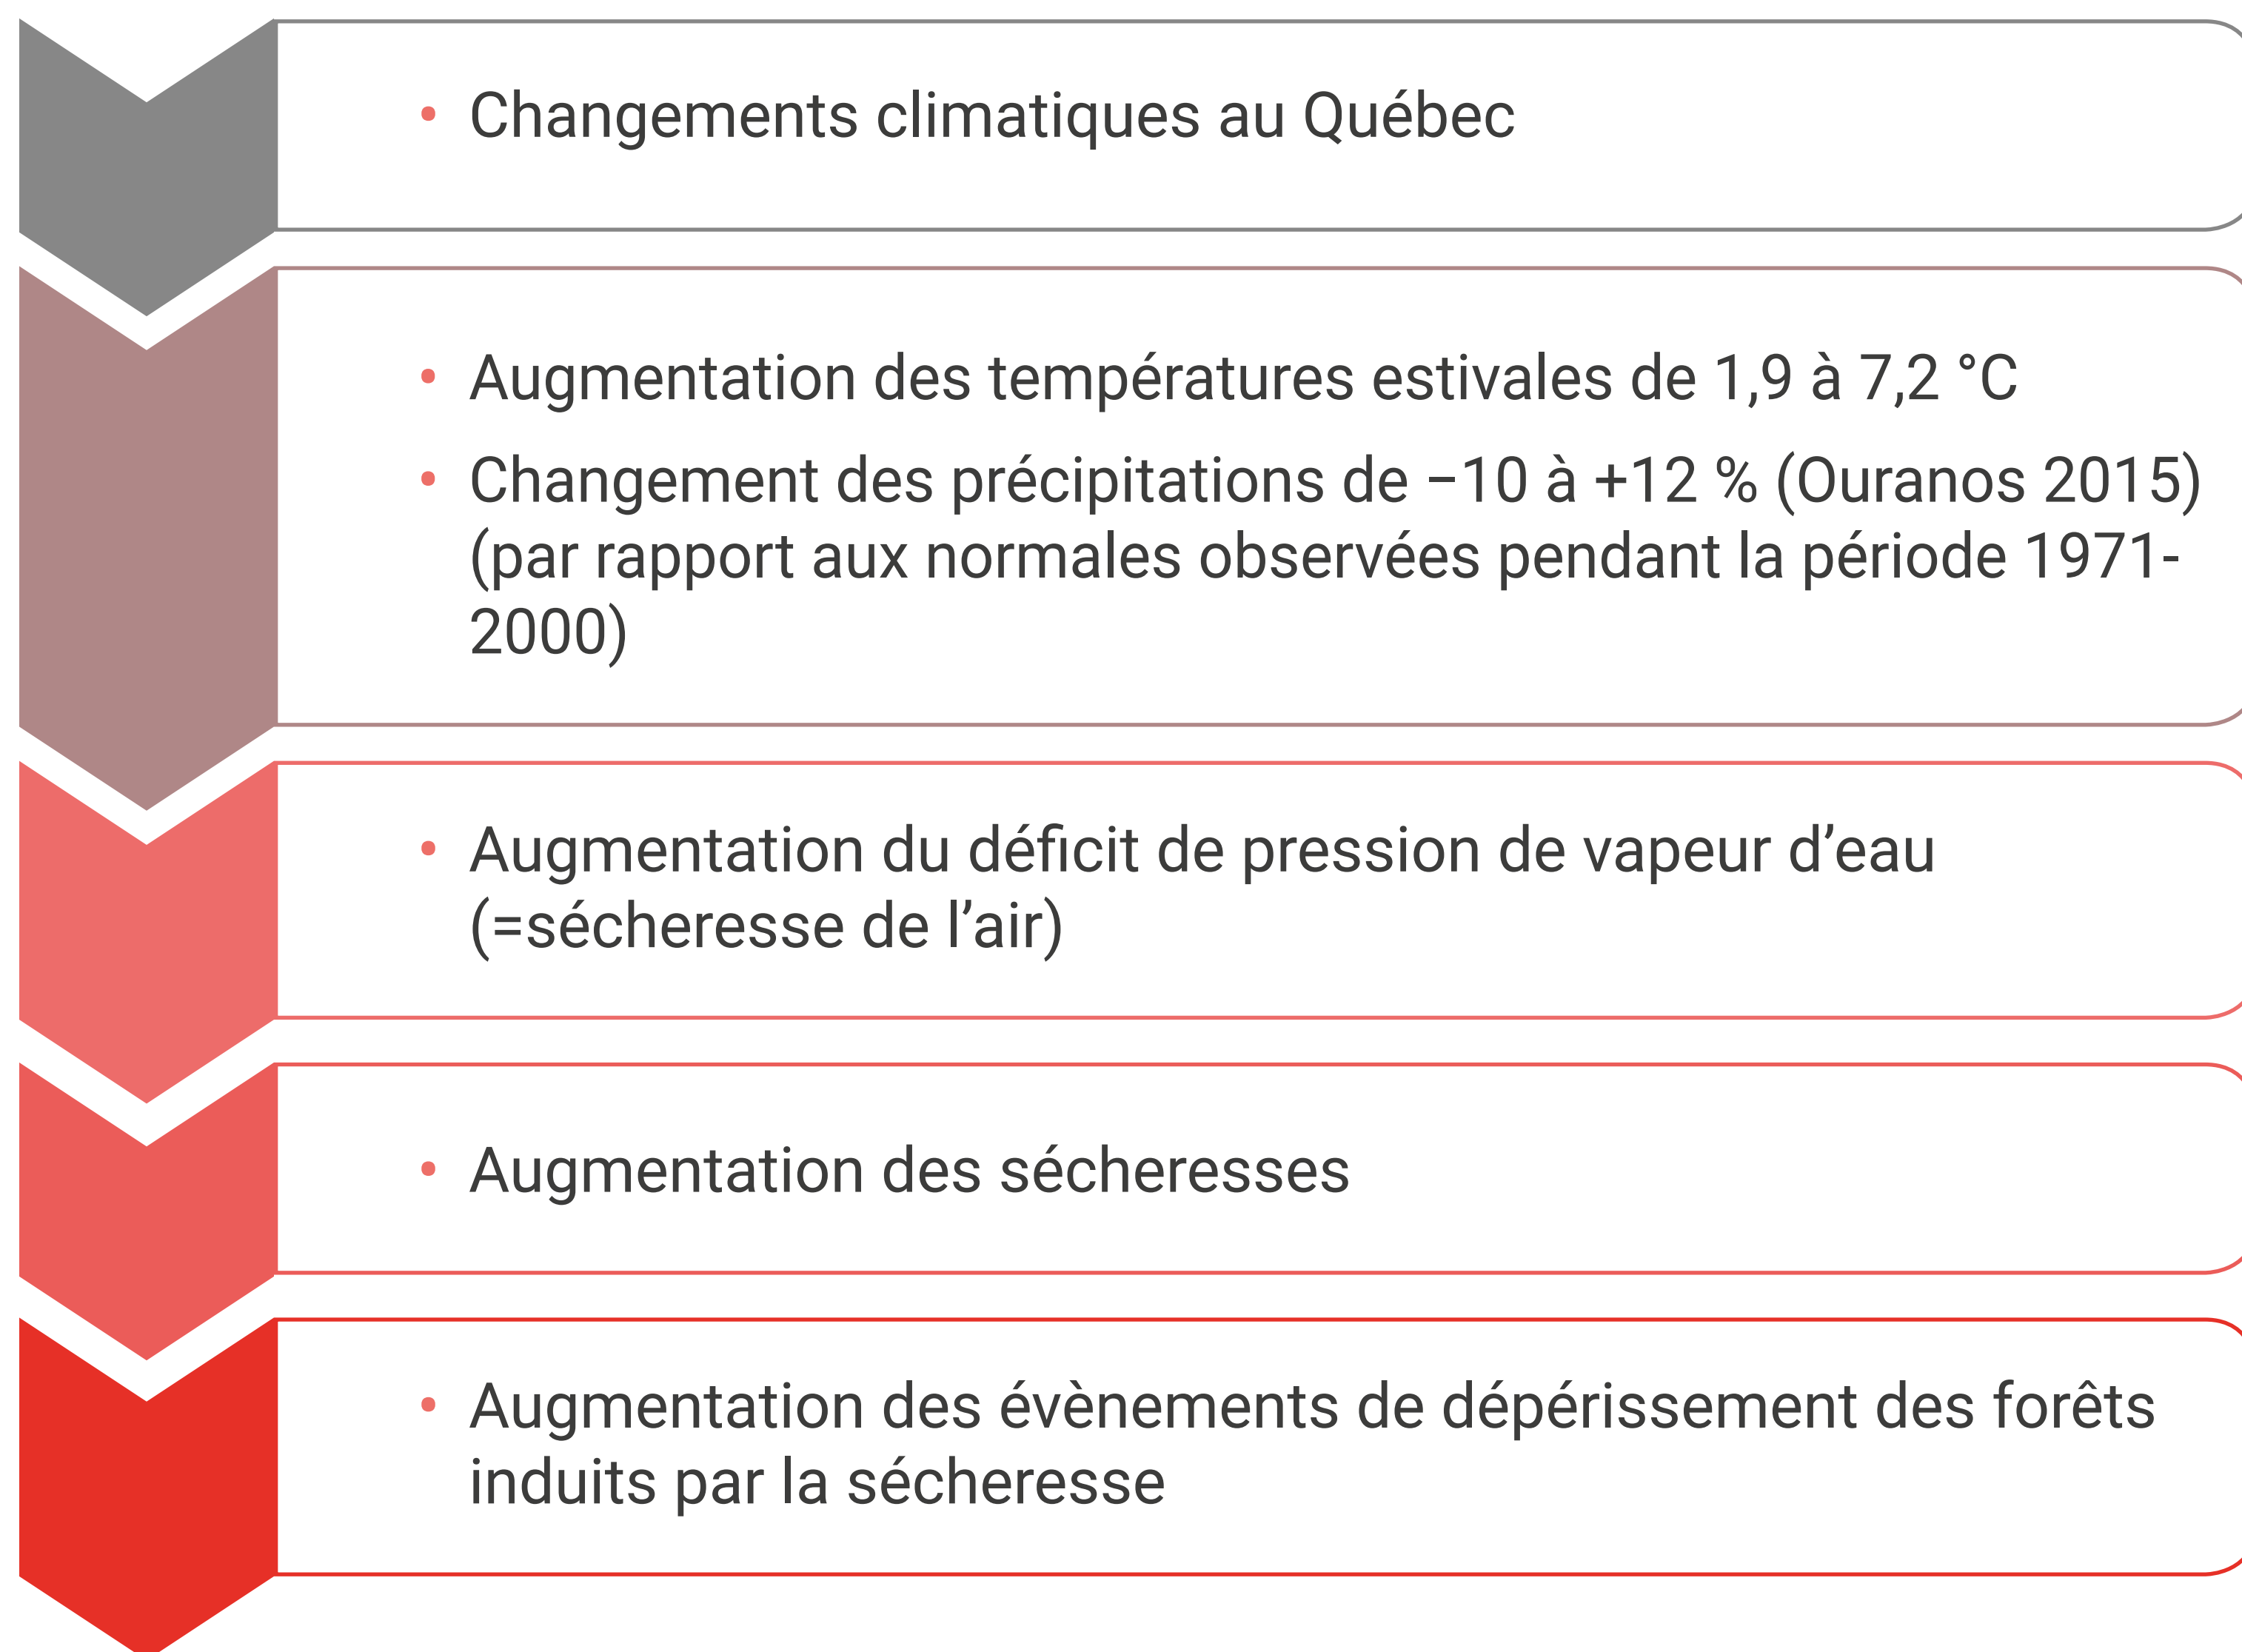 • Changements climatiques au Québec
• Augmentation des températures estivales de 1,9 à 7,2 °C
• Changement des précipitations de –10 à +12 % (Ouranos 2015)
(par rapport aux normales observées pendant la période 1971-
2000)
• Augmentation du déficit de pression de vapeur d’eau
(=sécheresse de l'air)
• Augmentation des sécheresses
• Augmentation des évènements de déperissement des forêts
induits par la sécheresse